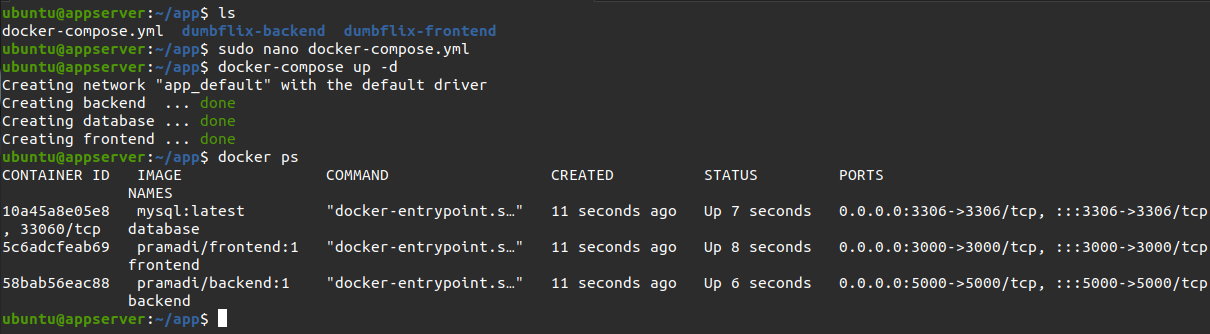 ubuntu@appserver:~/app$ ls
docker-compose.yml  dumbflix-backend  dumbflix-frontend
ubuntu@appserver:~/app$ sudo nano docker-compose.yml
ubuntu@appserver:~/app$ docker-compose up -d
Creating network "app_default" with the default driver
Creating backend  ... done
Creating database ... done
Creating frontend ... done
ubuntu@appserver:~/app$ docker ps
CONTAINER ID   IMAGE                COMMAND                  CREATED          STATUS         PORTS
              NAMES
10a45a8e05e8   mysql:latest         "docker-entrypoint.s…"   11 seconds ago   Up 7 seconds   0.0.0.0:3306->3306/tcp, :::3306->3306/tcp
, 33060/tcp   database
5c6adcfeab69   pramadi/frontend:1   "docker-entrypoint.s…"   11 seconds ago   Up 8 seconds   0.0.0.0:3000->3000/tcp, :::3000->3000/tcp
              frontend
58bab56eac88   pramadi/backend:1    "docker-entrypoint.s…"   11 seconds ago   Up 6 seconds   0.0.0.0:5000->5000/tcp, :::5000->5000/tcp
              backend
ubuntu@appserver:~/app$